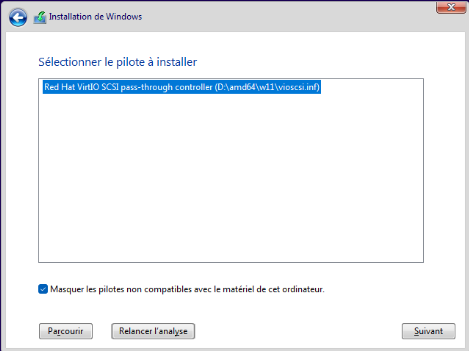 Installation de Windows
Sélectionner le pilote à installer
Red Hat VirtIO SCSI pass-through controller (D:\amd64\w11\vioscsi.inf)
Masquer les pilotes non compatibles avec le matériel de cet ordinateur.
Parcourir
Relancer l'analyse
Suivant